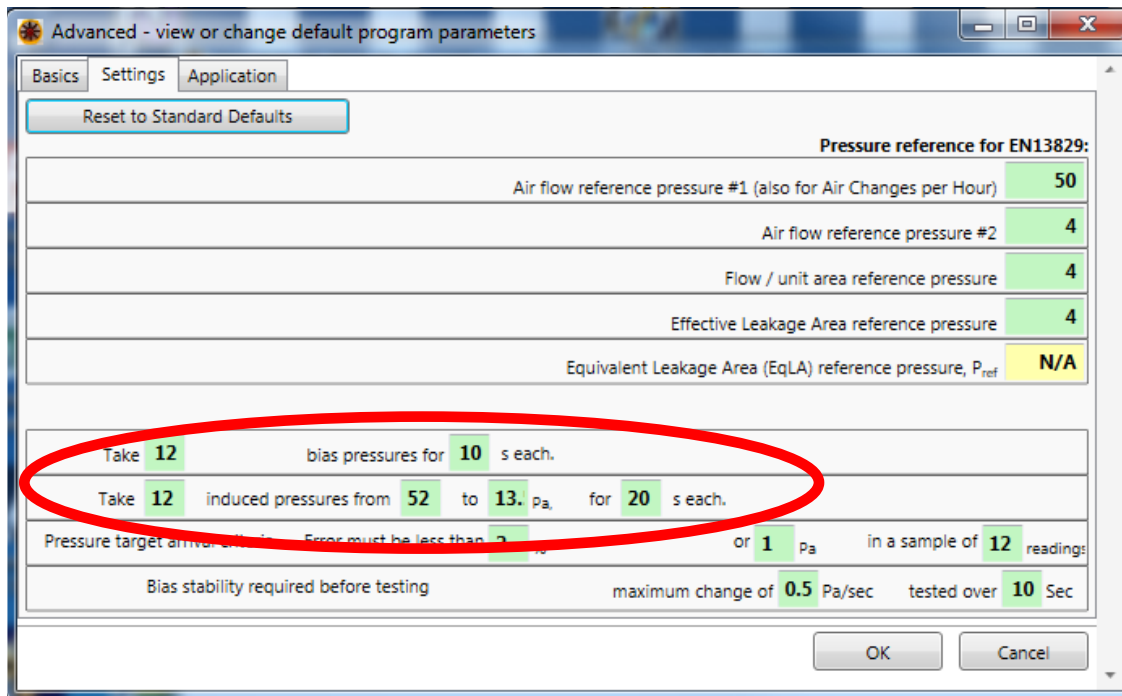 Advanced - view or change default program parameters
Basics Settings Application
Reset to Standard Defaults
Pressure reference for EN13829:
Air flow reference pressure #1 (also for Air Changes per Hour) 50
Air flow reference pressure #2 4
Flow / unit area reference pressure 4
Effective Leakage Area reference pressure 4
Equivalent Leakage Area (EqLA) reference pressure, Pref N/A
Take 12 bias pressures for 10 s each.
Take 12 induced pressures from 52 to 13. Pa, for 20 s each.
Pressure target arrival criteria Error must be less than or 1 Pa in a sample of 12 readings
Bias stability required before testing maximum change of 0.5 Pa/sec tested over 10 Sec
OK Cancel